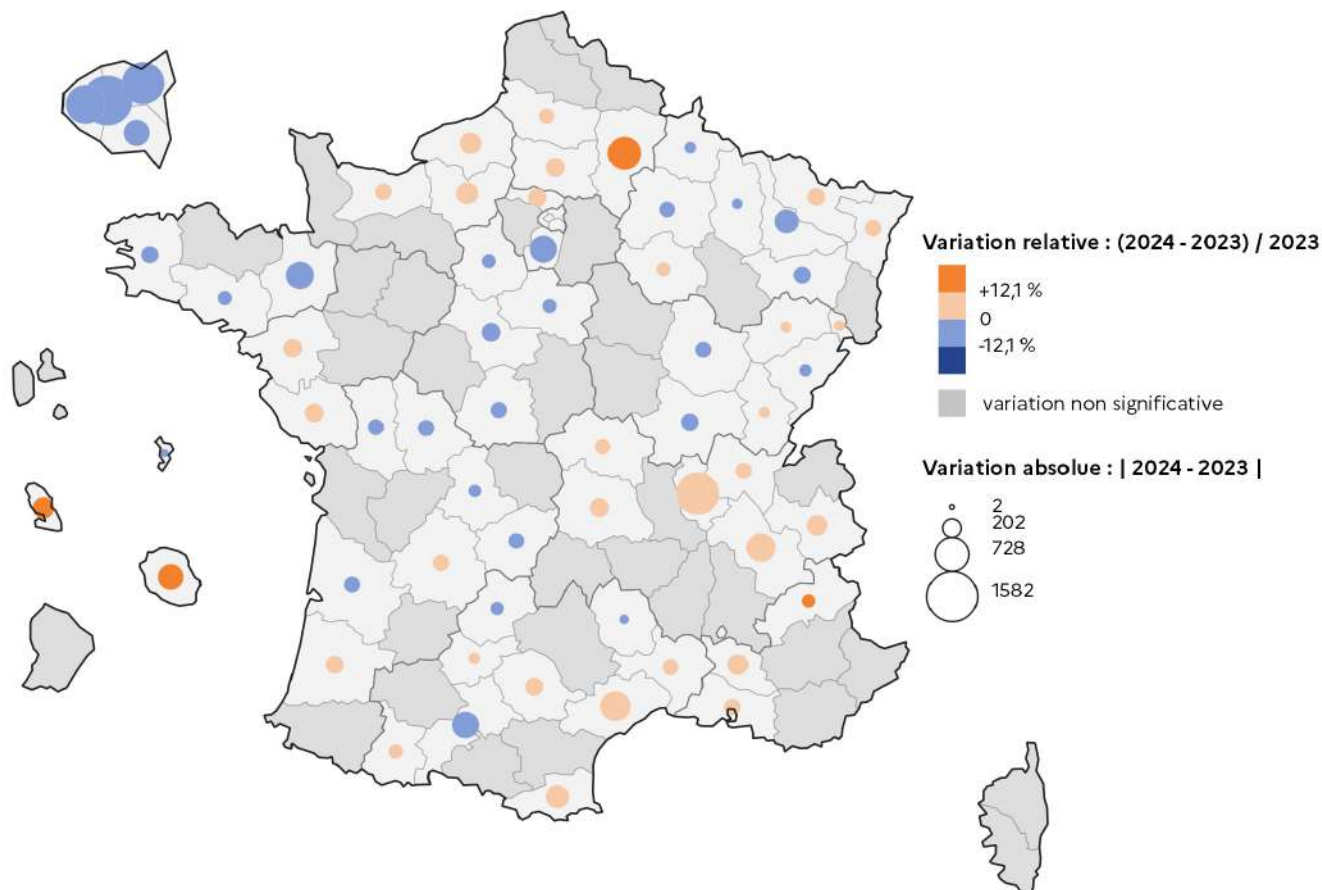 Variation relative : (2024 - 2023) / 2023
+12,1 %
0
-12,1 %
variation non significative
Variation absolue : | 2024 - 2023 |
2
202
728
1582